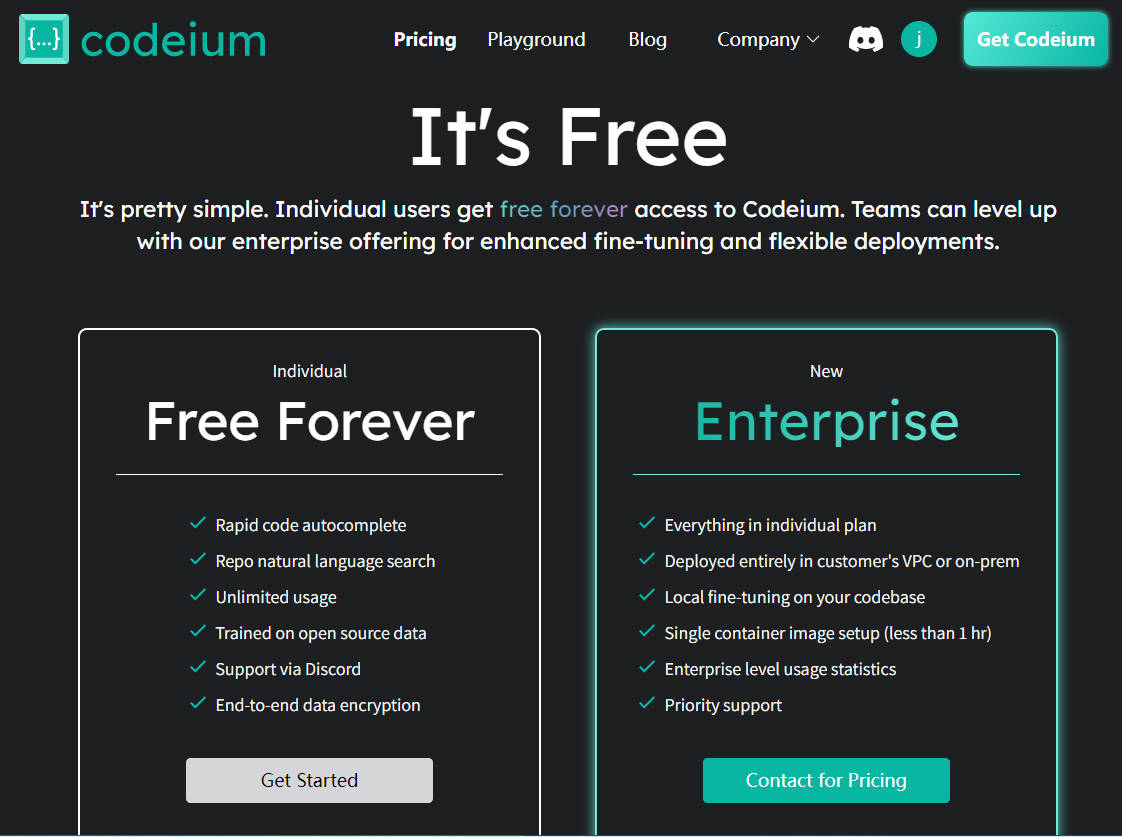 {...} codeium
Pricing
Playground
Blog
Company
j
Get Codeium
It's Free
It's pretty simple. Individual users get free forever access to Codeium. Teams can level up
with our enterprise offering for enhanced fine-tuning and flexible deployments.
Individual
Free Forever
Rapid code autocomplete
Repo natural language search
Unlimited usage
Trained on open source data
Support via Discord
End-to-end data encryption
Get Started
New
Enterprise
Everything in individual plan
Deployed entirely in customer's VPC or on-prem
Local fine-tuning on your codebase
Single container image setup (less than 1 hr)
Enterprise level usage statistics
Priority support
Contact for Pricing